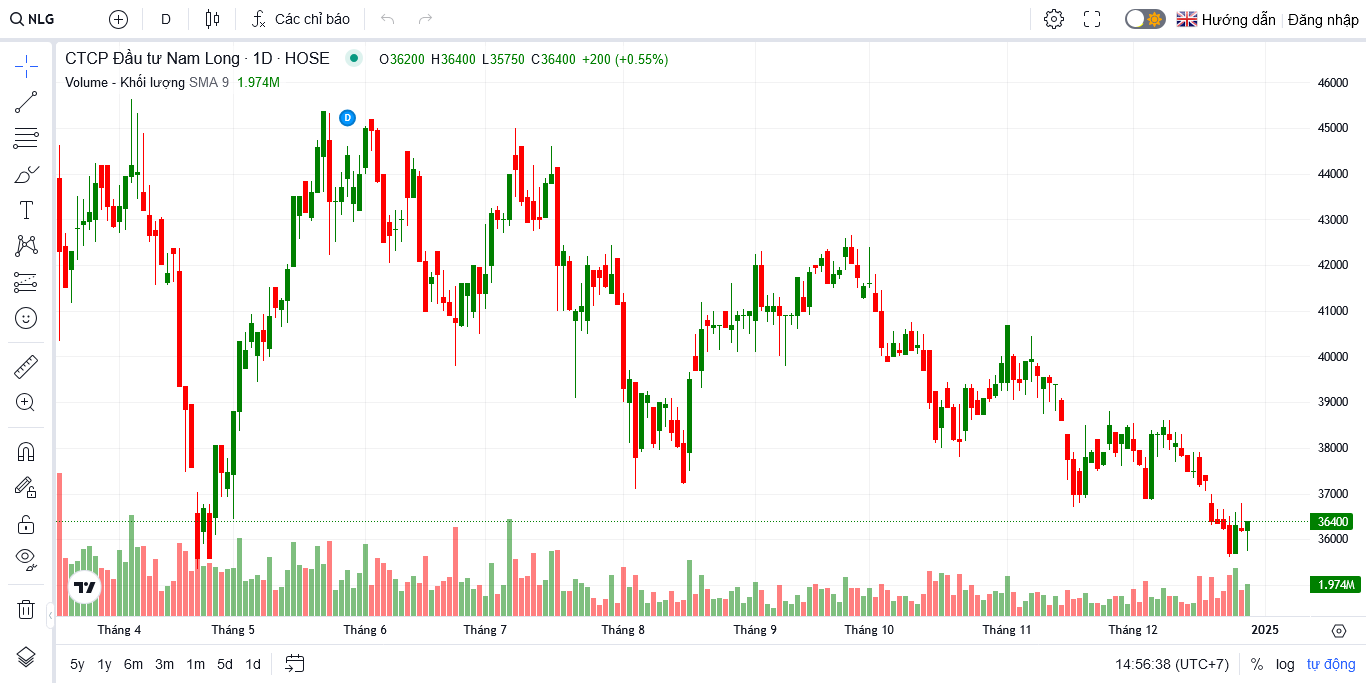 NLG D Các chỉ báo Hướng dẫn Đăng nhập
CTCP Đầu tư Nam Long · 1D · HOSE O36200 H36400 L35750 C36400 +200 (+0.55%)
Volume - Khối lượng SMA 9 1.974M
D
46000
45000
44000
43000
42000
41000
40000
39000
38000
37000
36400
36000
1.974M
Tháng 4 Tháng 5 Tháng 6 Tháng 7 Tháng 8 Tháng 9 Tháng 10 Tháng 11 Tháng 12 2025
5y 1y 6m 3m 1m 5d 1d 14:56:38 (UTC+7) % log tự động